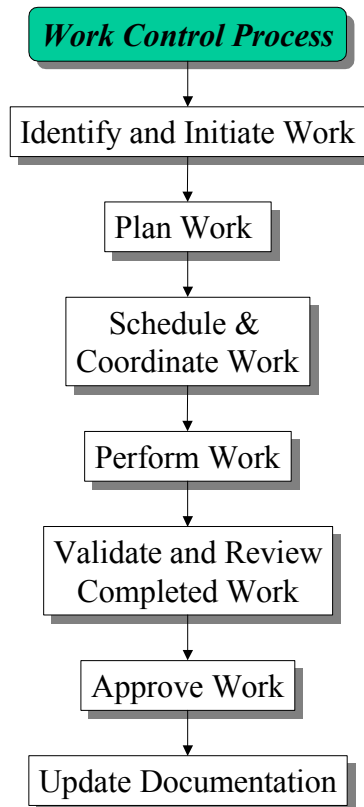 Work Control Process
Identify and Initiate Work
Plan Work
Schedule &
Coordinate Work
Perform Work
Validate and Review
Completed Work
Approve Work
Update Documentation